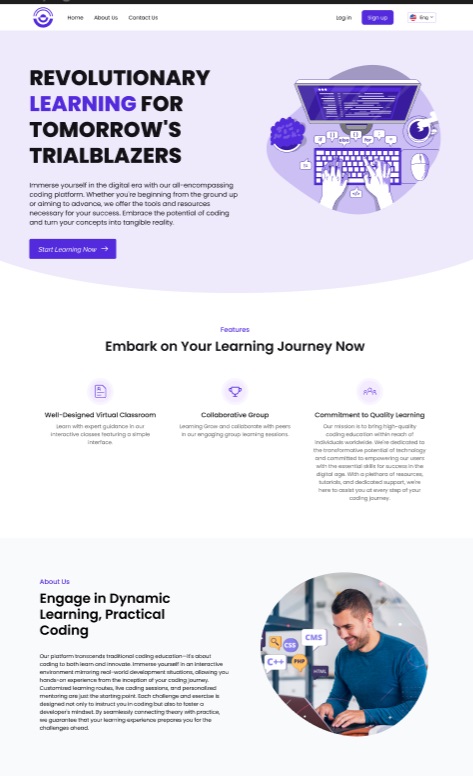 Home About Us Contact Us Log in Sign up Eng
REVOLUTIONARY
LEARNING FOR
TOMORROW'S
TRIALBLAZERS
Immerse yourself in the digital era with our all-encompassing
coding platform. Whether you're beginning from the ground up
or aiming to advance, we offer the tools and resources
necessary for your success. Embrace the potential of coding
and turn your concepts into tangible reality.
Start Learning Now →
Features
Embark on Your Learning Journey Now
Well-Designed Virtual Classroom
Learn with expert guidance in our
interactive classes featuring a simple
interface.
Collaborative Group
Learning Grow and collaborate with peers
in our engaging group learning sessions.
Commitment to Quality Learning
Our mission is to bring high-quality
coding education within reach of
individuals worldwide. We're dedicated to
the transformative potential of technology
and committed to empowering our users
with the essential skills for success in the
digital age. With a plethora of resources,
tutorials, and dedicated support, we're
here to assist you at every step of your
coding journey.
About Us
Engage in Dynamic
Learning, Practical
Coding
Our platform transcends traditional coding education—it's about
coding to both learn and innovate. Immerse yourself in an interactive
environment mirroring real-world development situations, allowing you
hands-on experience from the inception of your coding journey.
Customized learning routes, live coding sessions, and personalized
mentoring are just the starting point. Each challenge and exercise is
designed not only to instruct you in coding but also to foster a
developer's mindset. By seamlessly connecting theory with practice,
we guarantee that your learning experience prepares you for the
challenges ahead.
CSS
CMS
C++
PHP
HTML